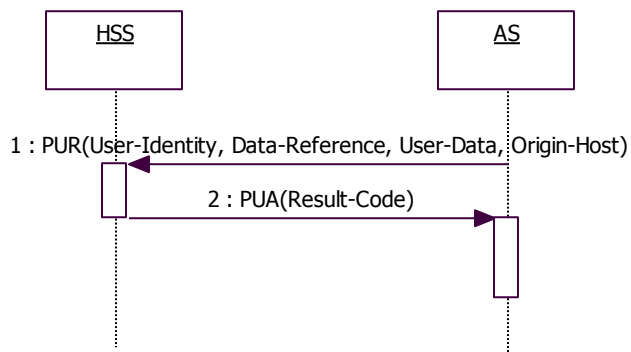 HSS
AS
1 : PUR(User-Identity, Data-Reference, User-Data, Origin-Host)
2 : PUA(Result-Code)